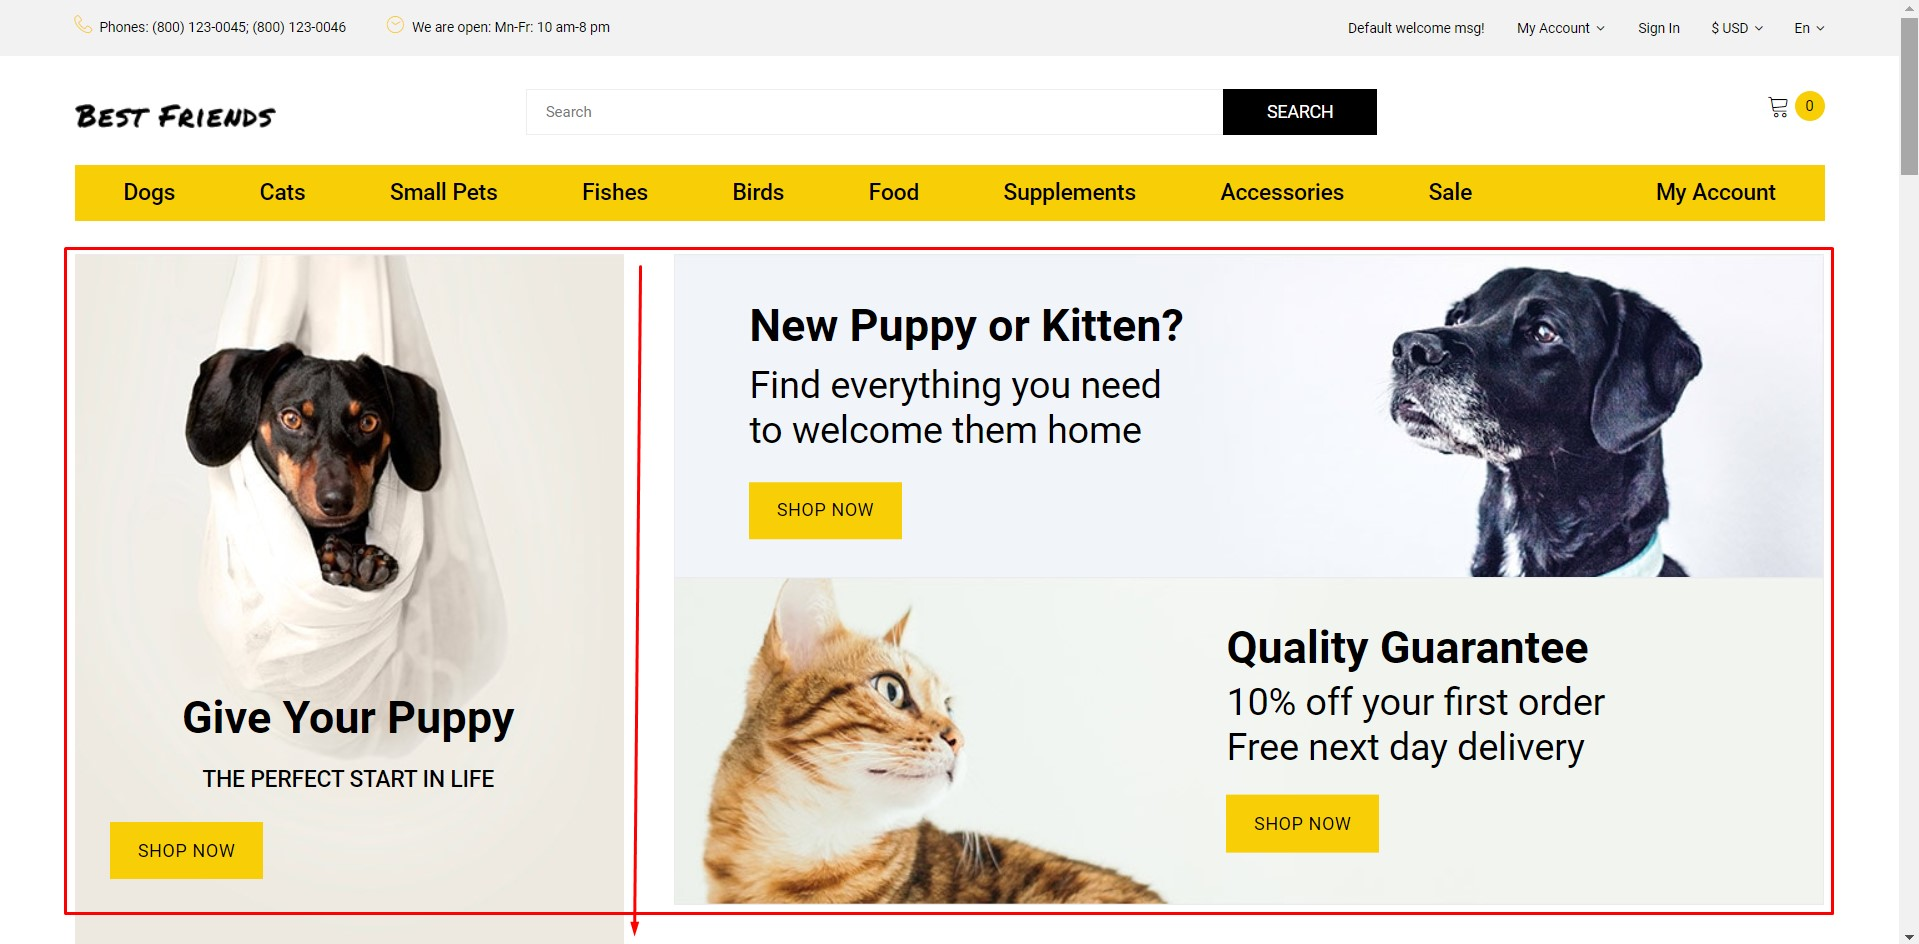 Phones: (800) 123-0045; (800) 123-0046
We are open: Mn-Fr: 10 am-8 pm
Default welcome msg!
My Account
Sign In
$ USD
En
BEST FRIENDS
Search
SEARCH
0
Dogs
Cats
Small Pets
Fishes
Birds
Food
Supplements
Accessories
Sale
My Account
Give Your Puppy
THE PERFECT START IN LIFE
SHOP NOW
New Puppy or Kitten?
Find everything you need
to welcome them home
SHOP NOW
Quality Guarantee
10% off your first order
Free next day delivery
SHOP NOW